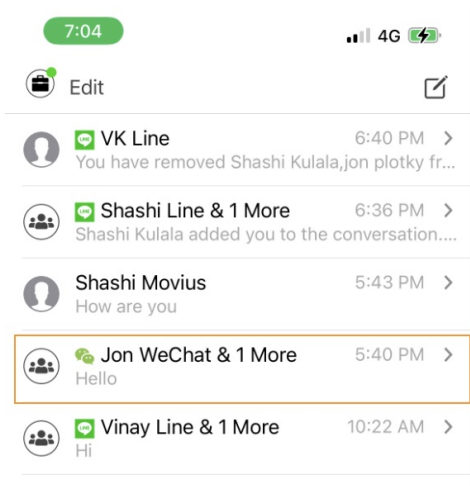 7:04
4G
Edit
VK Line 6:40 PM
You have removed Shashi Kulala,jon plotky fr...
Shashi Line & 1 More 6:36 PM
Shashi Kulala added you to the conversation....
Shashi Movius 5:43 PM
How are you
Jon WeChat & 1 More 5:40 PM
Hello
Vinay Line & 1 More 10:22 AM
Hi